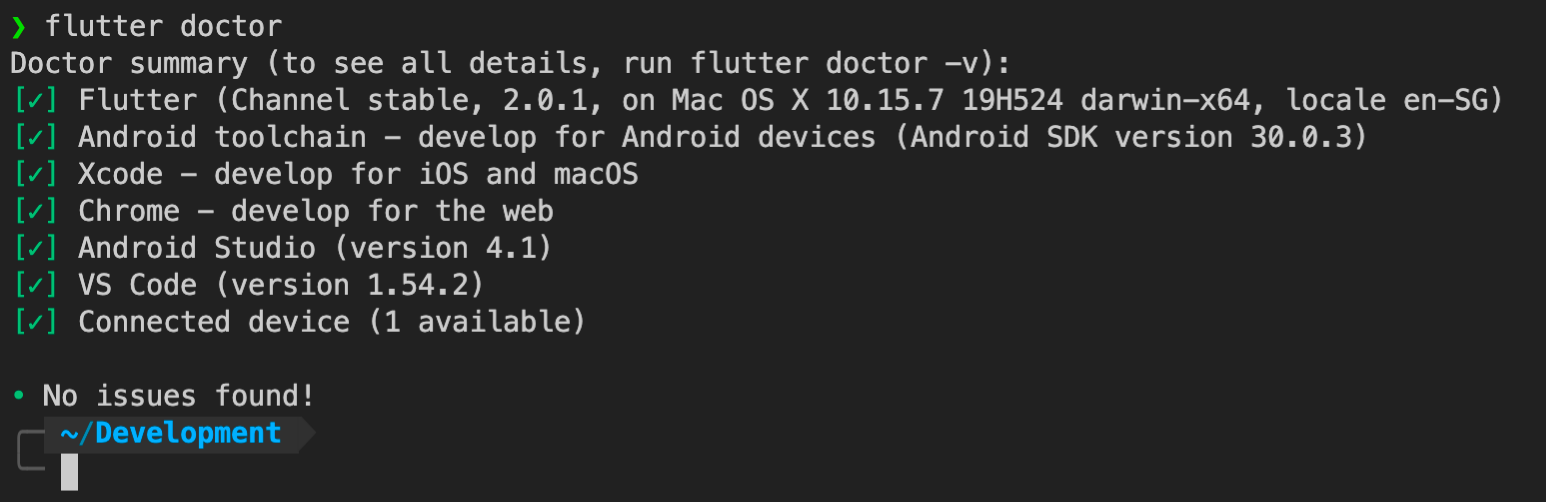 ❯ flutter doctor
Doctor summary (to see all details, run flutter doctor -v):
[✓] Flutter (Channel stable, 2.0.1, on Mac OS X 10.15.7 19H524 darwin-x64, locale en-SG)
[✓] Android toolchain - develop for Android devices (Android SDK version 30.0.3)
[✓] Xcode - develop for iOS and macOS
[✓] Chrome - develop for the web
[✓] Android Studio (version 4.1)
[✓] VS Code (version 1.54.2)
[✓] Connected device (1 available)
• No issues found!
~/Development